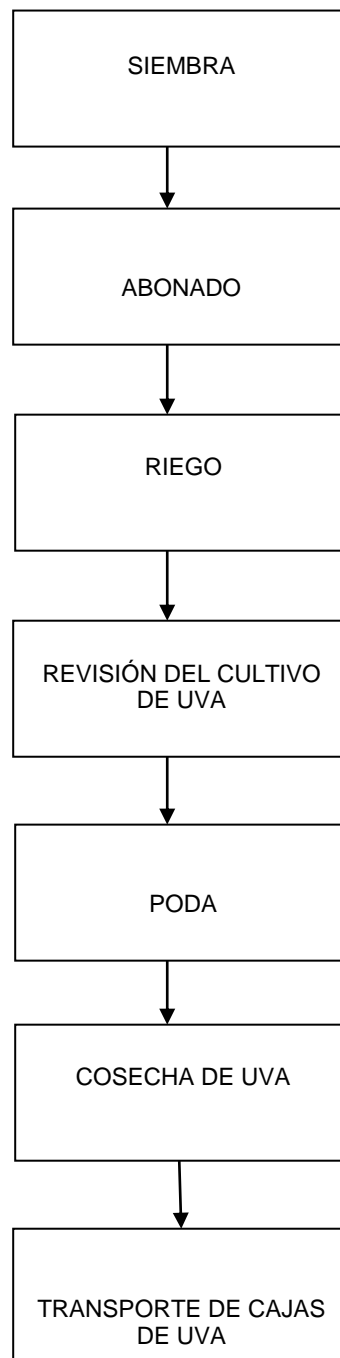 SIEMBRA
ABONADO
RIEGO
REVISIÓN DEL CULTIVO
DE UVA
PODA
COSECHA DE UVA
TRANSPORTE DE CAJAS
DE UVA